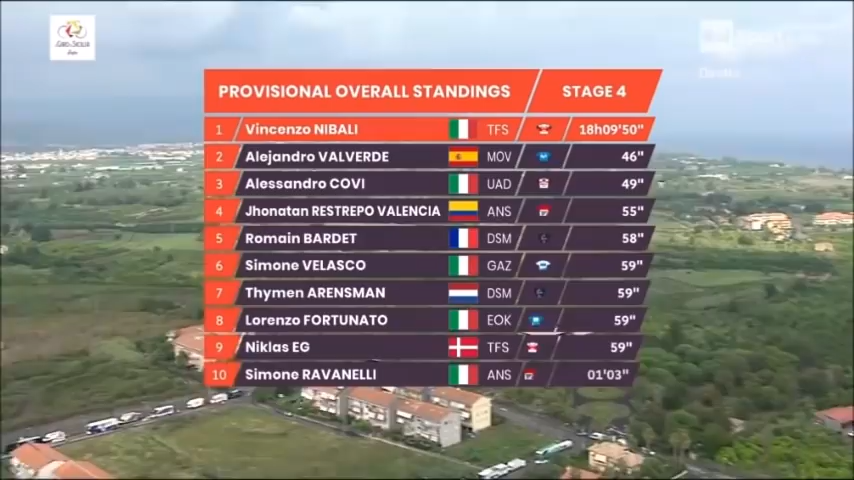 PROVISIONAL OVERALL STANDINGS STAGE 4
1 Vincenzo NIBALI TFS 18h09'50"
2 Alejandro VALVERDE MOV 46"
3 Alessandro COVI UAD 49"
4 Jhonatan RESTREPO VALENCIA ANS 55"
5 Romain BARDET DSM 58"
6 Simone VELASCO GAZ 59"
7 Thymen ARENSMAN DSM 59"
8 Lorenzo FORTUNATO EOK 59"
9 Niklas EG TFS 59"
10 Simone RAVANELLI ANS 01'03"